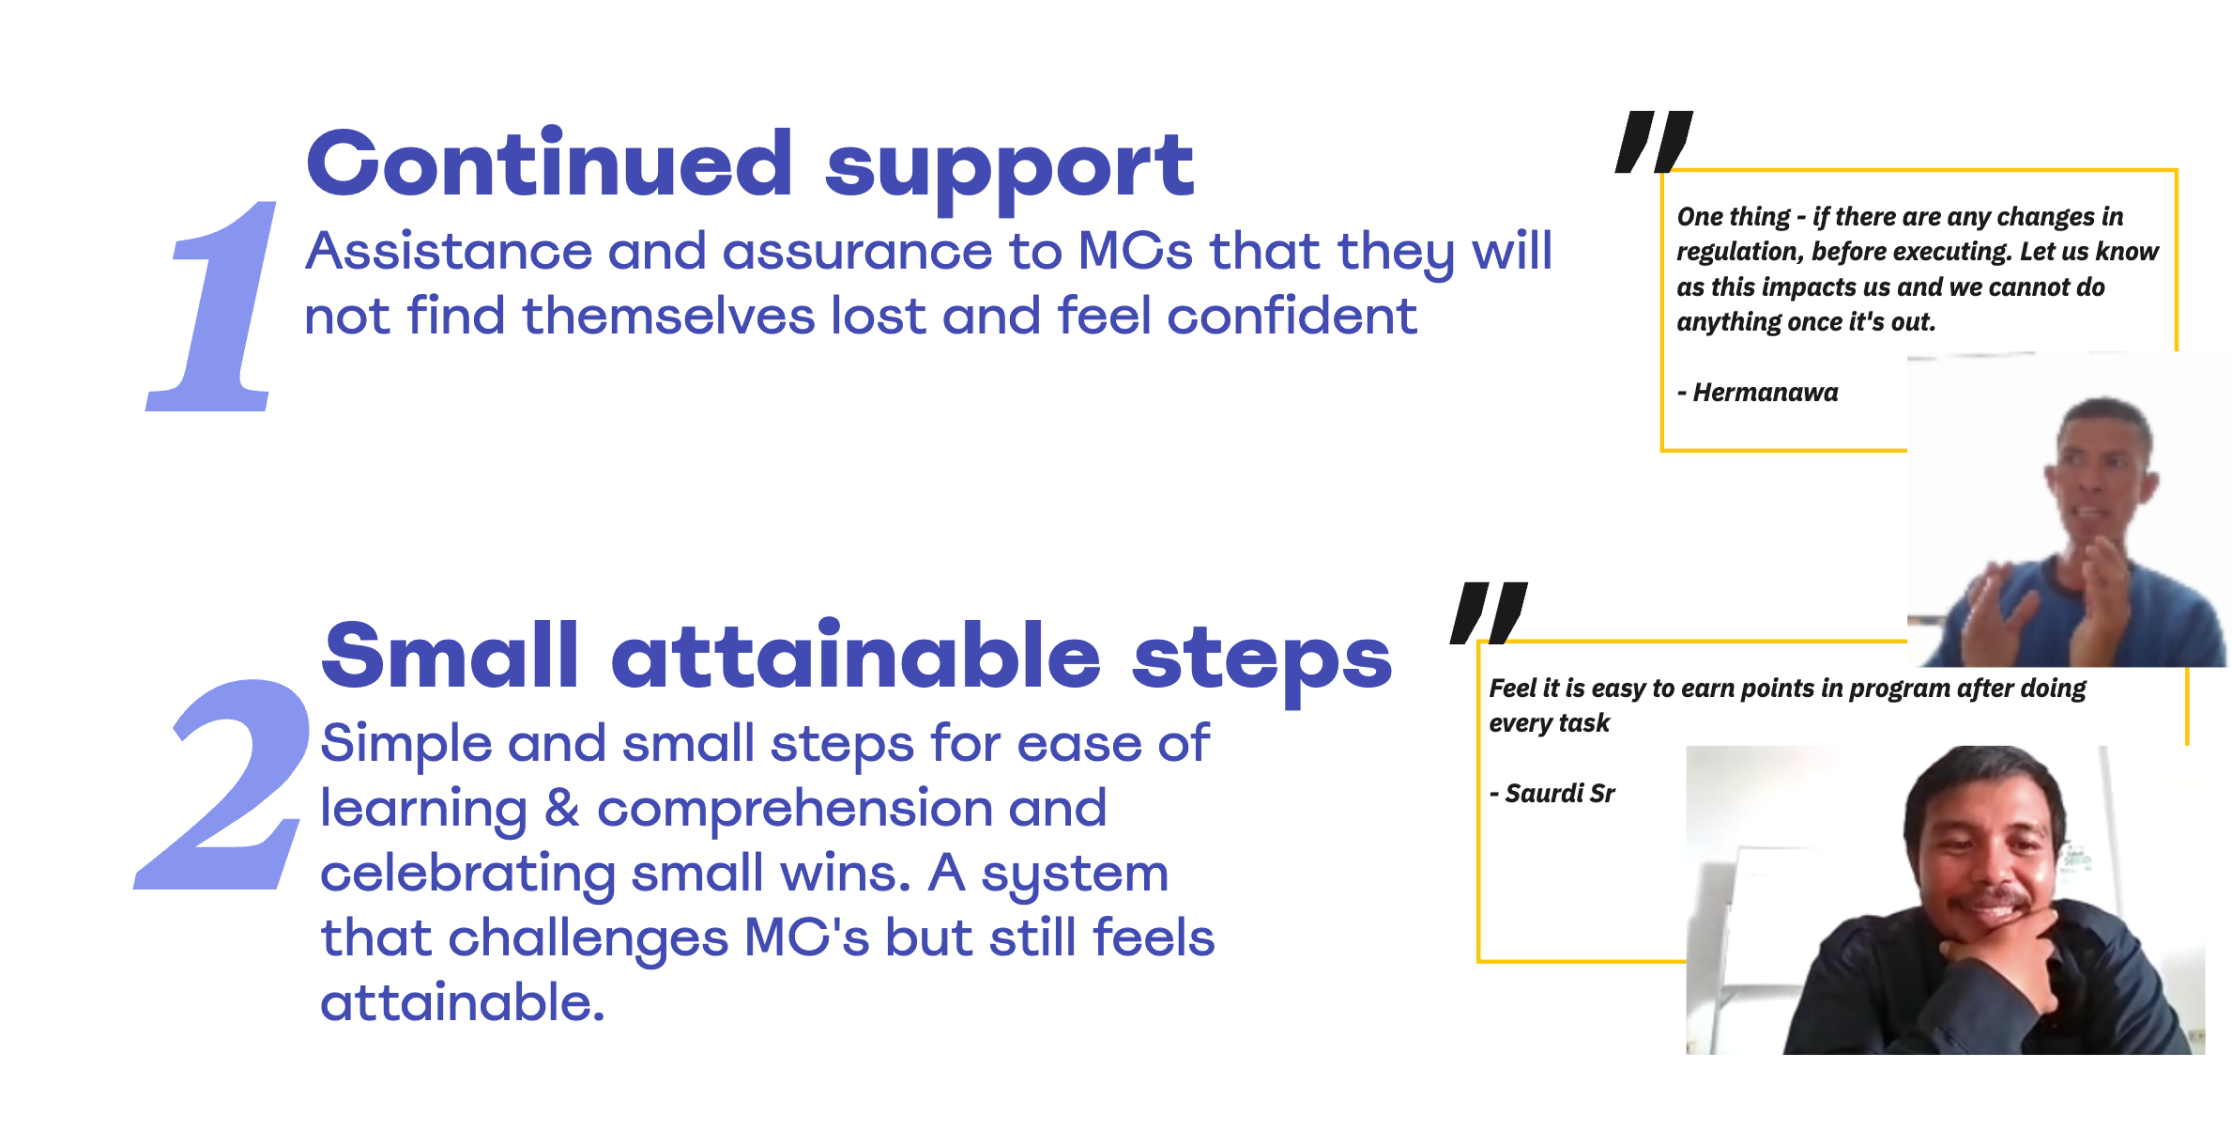 1
Continued support
Assistance and assurance to MCs that they will
not find themselves lost and feel confident
"
One thing - if there are any changes in
regulation, before executing. Let us know
as this impacts us and we cannot do
anything once it's out.
- Hermanawa
2
Small attainable steps
Simple and small steps for ease of
learning & comprehension and
celebrating small wins. A system
that challenges MC's but still feels
attainable.
"
Feel it is easy to earn points in program after doing
every task
- Saurdi Sr